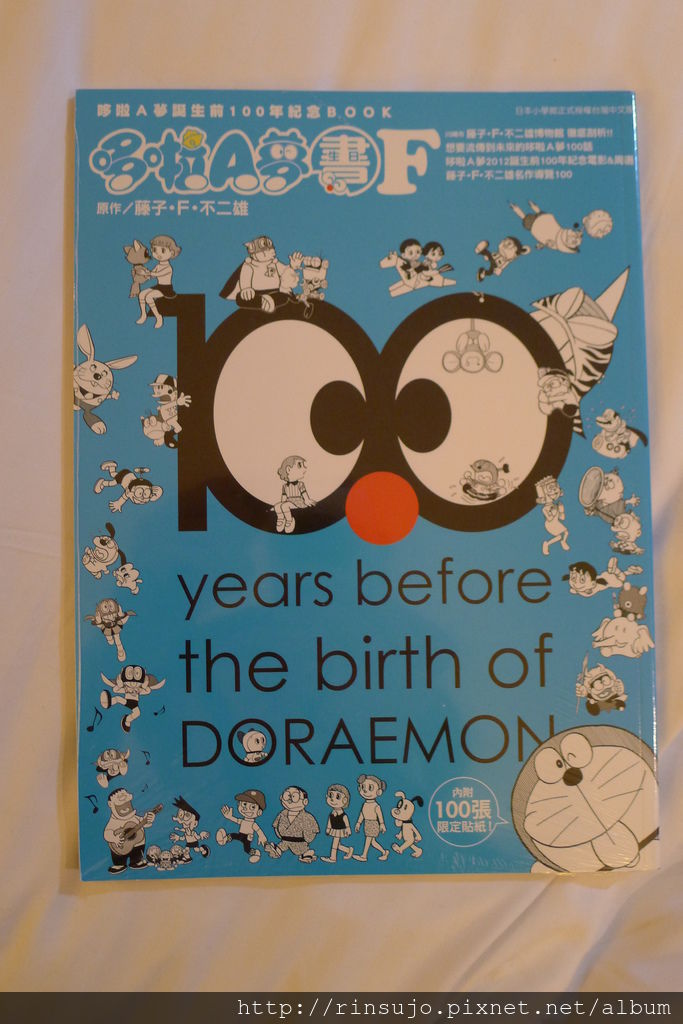 哆啦A夢誕生前100年紀念BOOK
日本小學館正式授權台灣中文版
哆啦A夢書F
生日
藤子·F·不二雄博物館 徹底剖析!!
想要流傳到未來的哆啦A夢100話
哆啦A夢2012誕生前100年紀念電影&周邊
藤子·F·不二雄名作導覽100
原作/藤子·F·不二雄
100
years before
the birth of
DORAEMON
內附
100張
限定貼紙!
http://rinsujo.pixnet.net/album